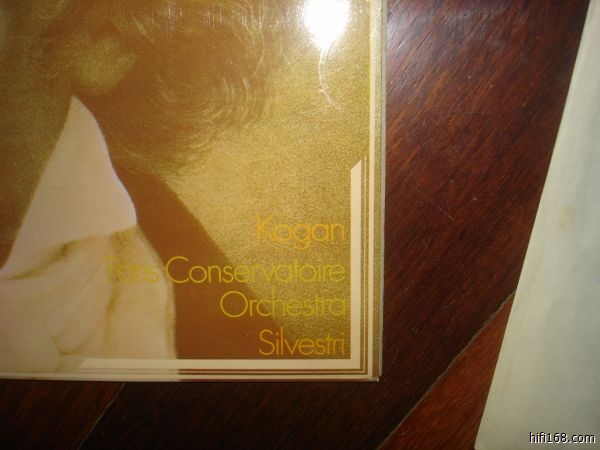 Kogan
Paris Conservatoire
Orchestra
Silvestri
hifi168.com